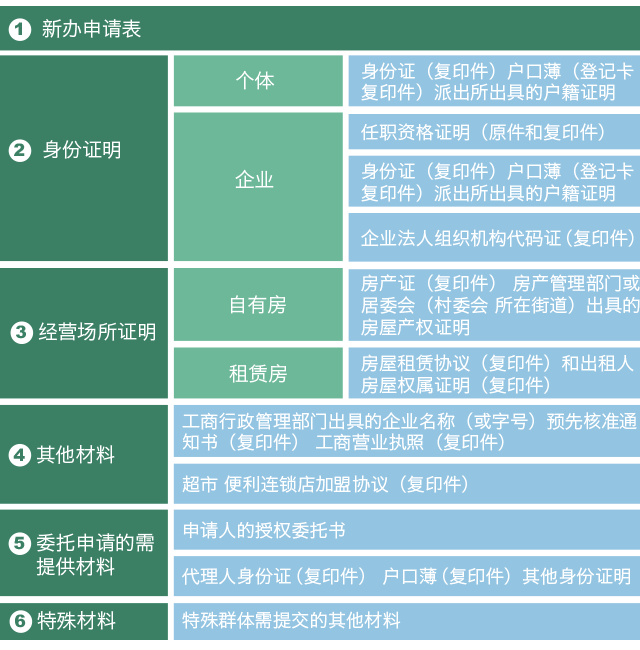 1 新办申请表
2 身份证明
个体
身份证（复印件）户口薄（登记卡
复印件）派出所出具的户籍证明
企业
任职资格证明（原件和复印件）
身份证（复印件）户口薄（登记卡
复印件）派出所出具的户籍证明
企业法人组织机构代码证（复印件）
3 经营场所证明
自有房
房产证（复印件） 房产管理部门或
居委会（村委会 所在街道）出具的
房屋产权证明
租赁房
房屋租赁协议（复印件）和出租人
房屋权属证明（复印件）
4 其他材料
工商行政管理部门出具的企业名称（或字号）预先核准通
知书（复印件） 工商营业执照（复印件）
超市 便利连锁店加盟协议（复印件）
5 委托申请的需
提供材料
申请人的授权委托书
代理人身份证（复印件） 户口薄（复印件）其他身份证明
6 特殊材料
特殊群体需提交的其他材料